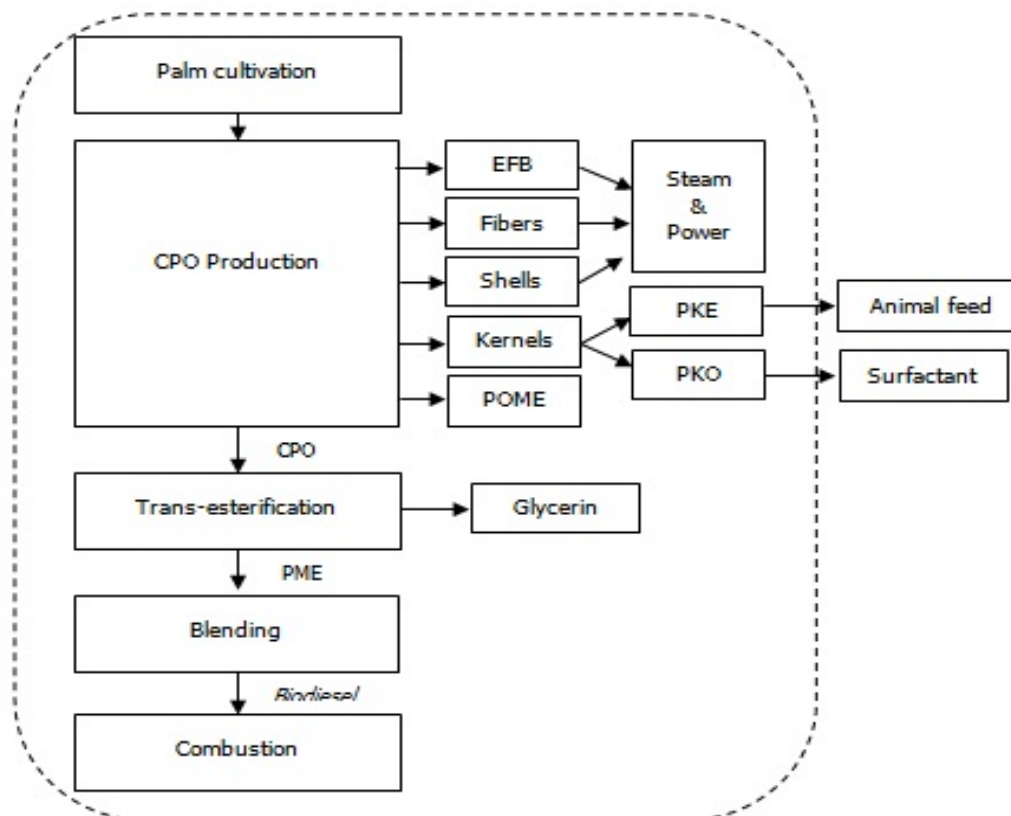 Palm cultivation
CPO Production
EFB
Fibers
Shells
Kernels
POME
Steam
&
Power
PKE
PKO
Animal feed
Surfactant
CPO
Trans-esterification
Glycerin
PME
Blending
Biodiesel
Combustion